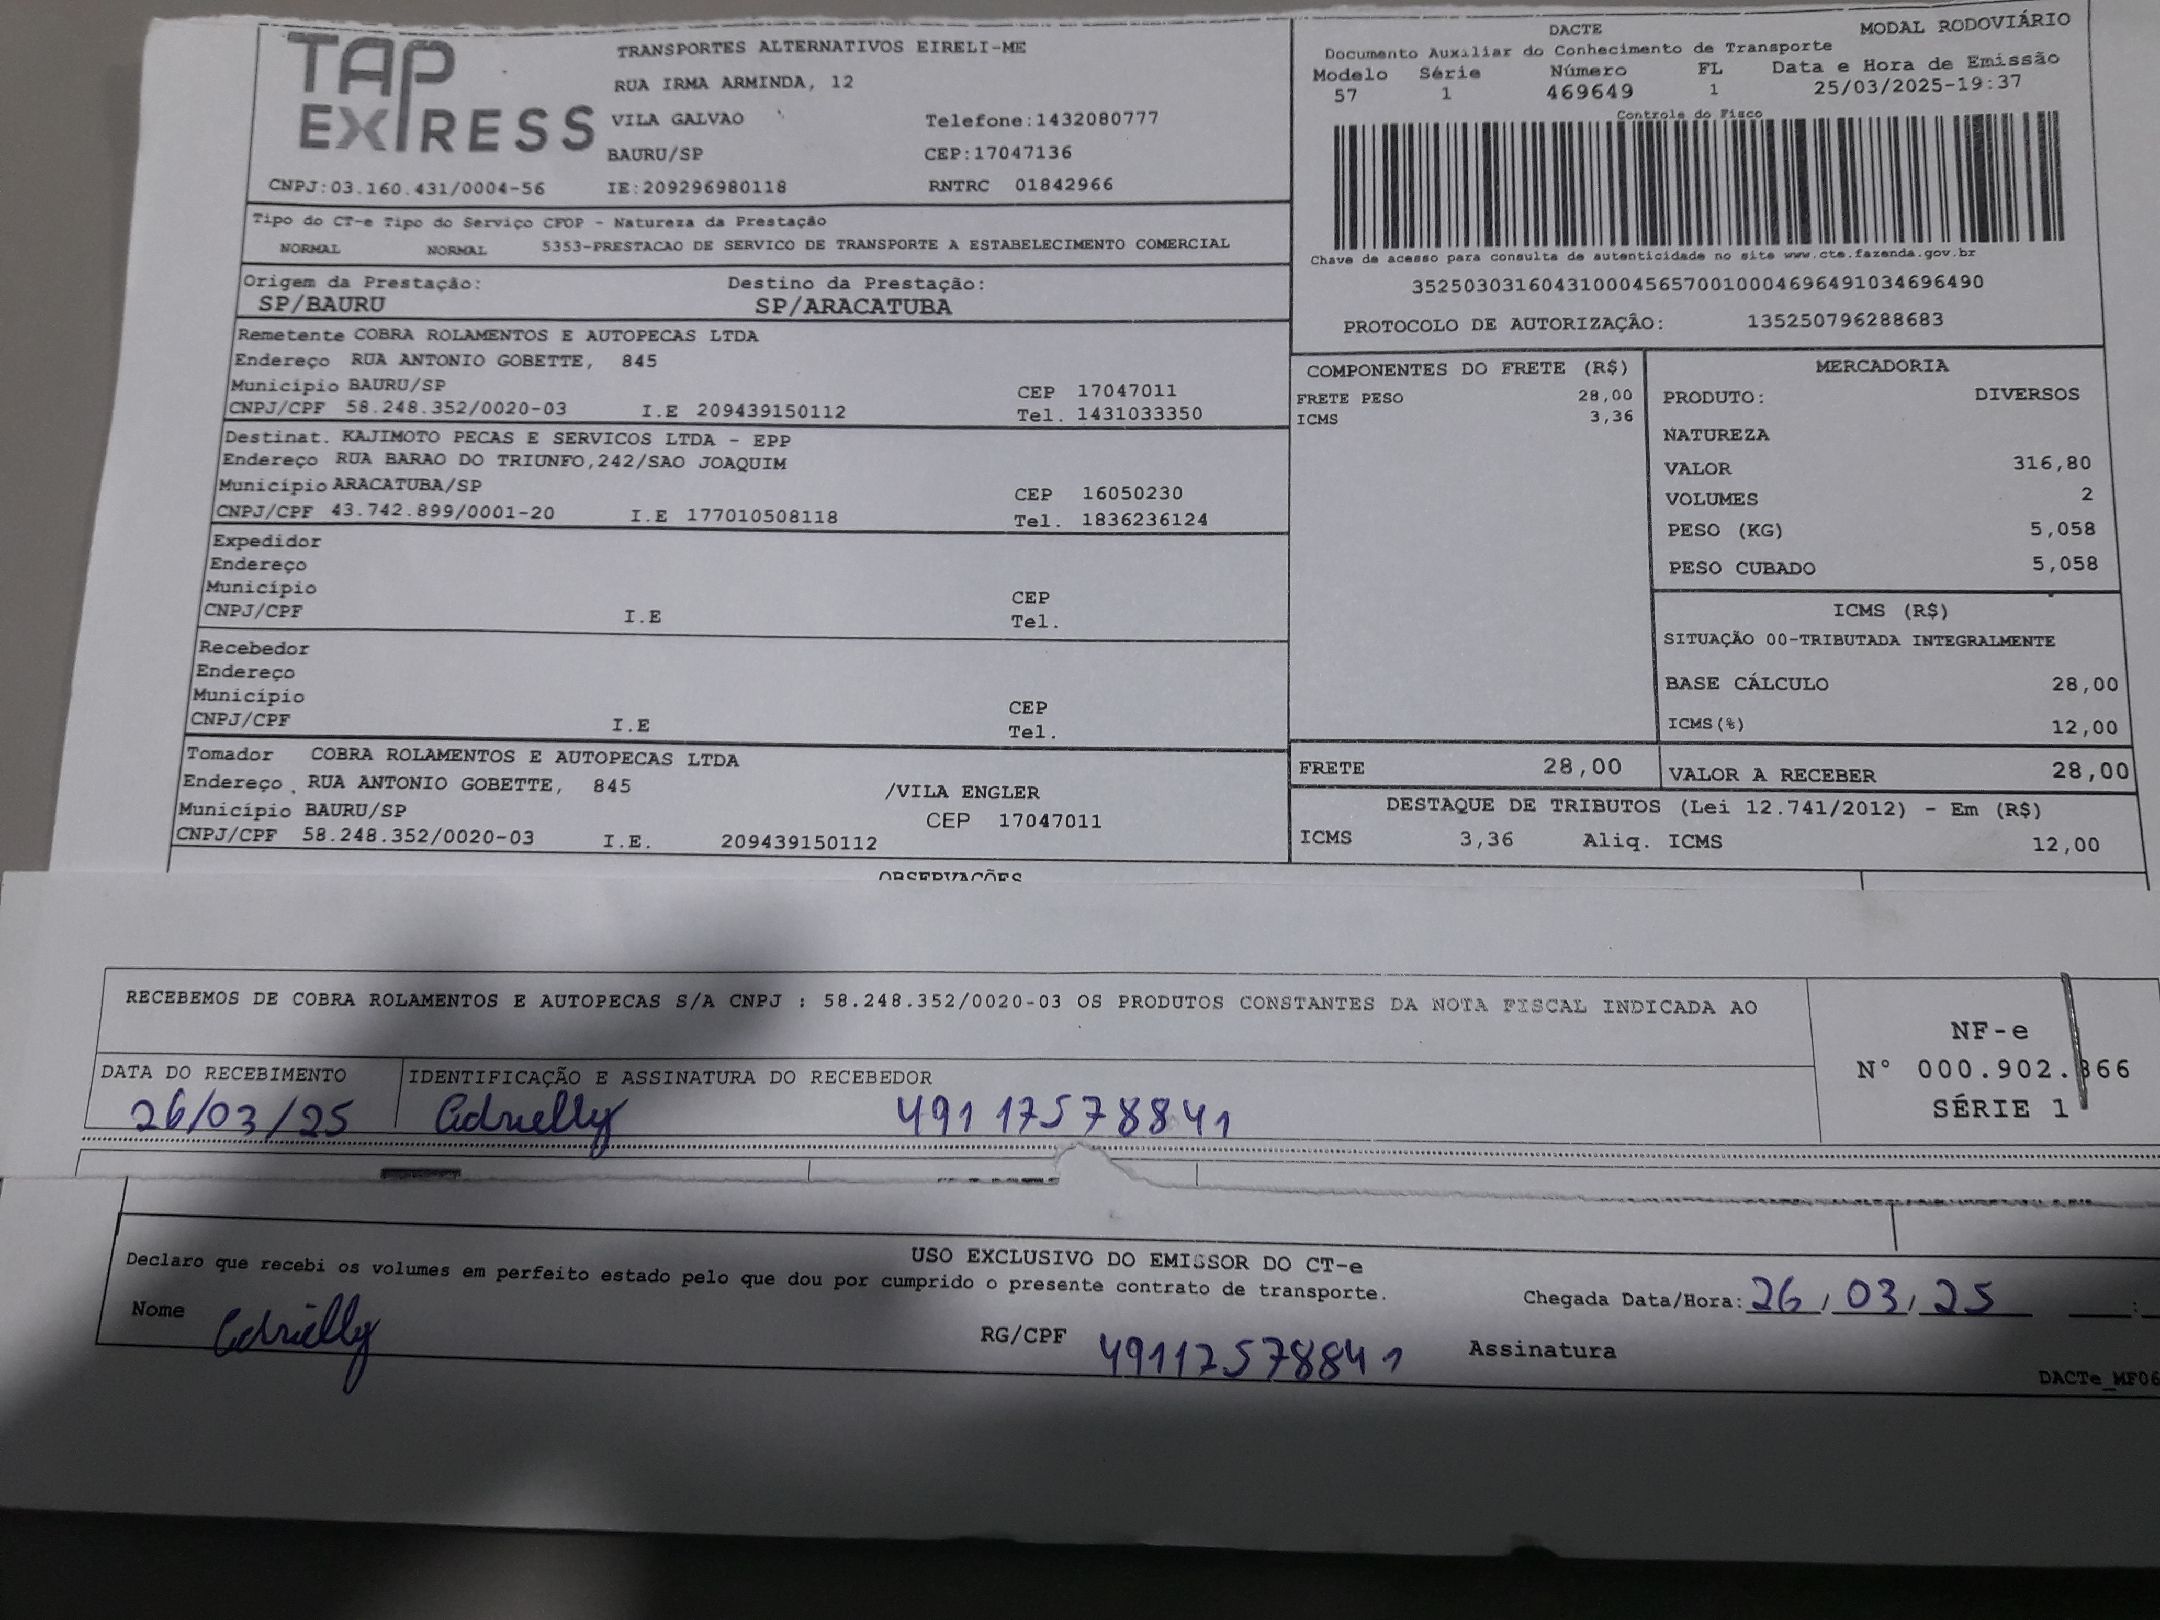 TAP
EXPRESS
TRANSPORTES ALTERNATIVOS EIRELI-ME
RUA IRMA ARMINDA, 12
VILA GALVAO Telefone:1432080777
BAURU/SP CEP:17047136
CNPJ:03.160.431/0004-56 IE:209296980118 RNTRC 01842966
DACTE MODAL RODOVIÁRIO
Documento Auxiliar do Conhecimento de Transporte
Modelo Série Número FL Data e Hora de Emissão
57 1 469649 1 25/03/2025-19:37
Controle do Fisco
Chave de acesso para consulta de autenticidade no site www.cte.fazenda.gov.br
35250303160431000456570010004696491034696490
PROTOCOLO DE AUTORIZAÇÃO: 135250796288683
Tipo do CT-e Tipo do Serviço CFOP - Natureza da Prestação
NORMAL NORMAL 5353-PRESTACAO DE SERVICO DE TRANSPORTE A ESTABELECIMENTO COMERCIAL
Origem da Prestação: Destino da Prestação:
SP/BAURU SP/ARACATUBA
Remetente COBRA ROLAMENTOS E AUTOPECAS LTDA
Endereço RUA ANTONIO GOBETTE, 845
Município BAURU/SP CEP 17047011
CNPJ/CPF 58.248.352/0020-03 I.E 209439150112 Tel. 1431033350
Destinat. KAJIMOTO PECAS E SERVICOS LTDA - EPP
Endereço RUA BARAO DO TRIUNFO,242/SAO JOAQUIM
Município ARACATUBA/SP CEP 16050230
CNPJ/CPF 43.742.899/0001-20 I.E 177010508118 Tel. 1836236124
Expedidor
Endereço
Município CEP
CNPJ/CPF I.E Tel.
Recebedor
Endereço
Município CEP
CNPJ/CPF I.E Tel.
Tomador COBRA ROLAMENTOS E AUTOPECAS LTDA
Endereço RUA ANTONIO GOBETTE, 845 /VILA ENGLER
Município BAURU/SP CEP 17047011
CNPJ/CPF 58.248.352/0020-03 I.E. 209439150112
COMPONENTES DO FRETE (R$)
FRETE PESO 28,00
ICMS 3,36
MERCADORIA
PRODUTO: DIVERSOS
NATUREZA
VALOR 316,80
VOLUMES 2
PESO (KG) 5,058
PESO CUBADO 5,058
ICMS (R$)
SITUAÇÃO 00-TRIBUTADA INTEGRALMENTE
BASE CÁLCULO 28,00
ICMS(%) 12,00
FRETE 28,00 VALOR A RECEBER 28,00
DESTAQUE DE TRIBUTOS (Lei 12.741/2012) - Em (R$)
ICMS 3,36 Aliq. ICMS 12,00
OBSERVAÇÕES
RECEBEMOS DE COBRA ROLAMENTOS E AUTOPECAS S/A CNPJ : 58.248.352/0020-03 OS PRODUTOS CONSTANTES DA NOTA FISCAL INDICADA AO
DATA DO RECEBIMENTO IDENTIFICAÇÃO E ASSINATURA DO RECEBEDOR
26/03/25 Adrielly 49117578841
NF-e
N° 000.902.866
SÉRIE 1
USO EXCLUSIVO DO EMISSOR DO CT-e
Declaro que recebi os volumes em perfeito estado pelo que dou por cumprido o presente contrato de transporte.
Chegada Data/Hora: 26/03/25 :
Nome Adrielly RG/CPF 49117578841 Assinatura
DACTe_MF06